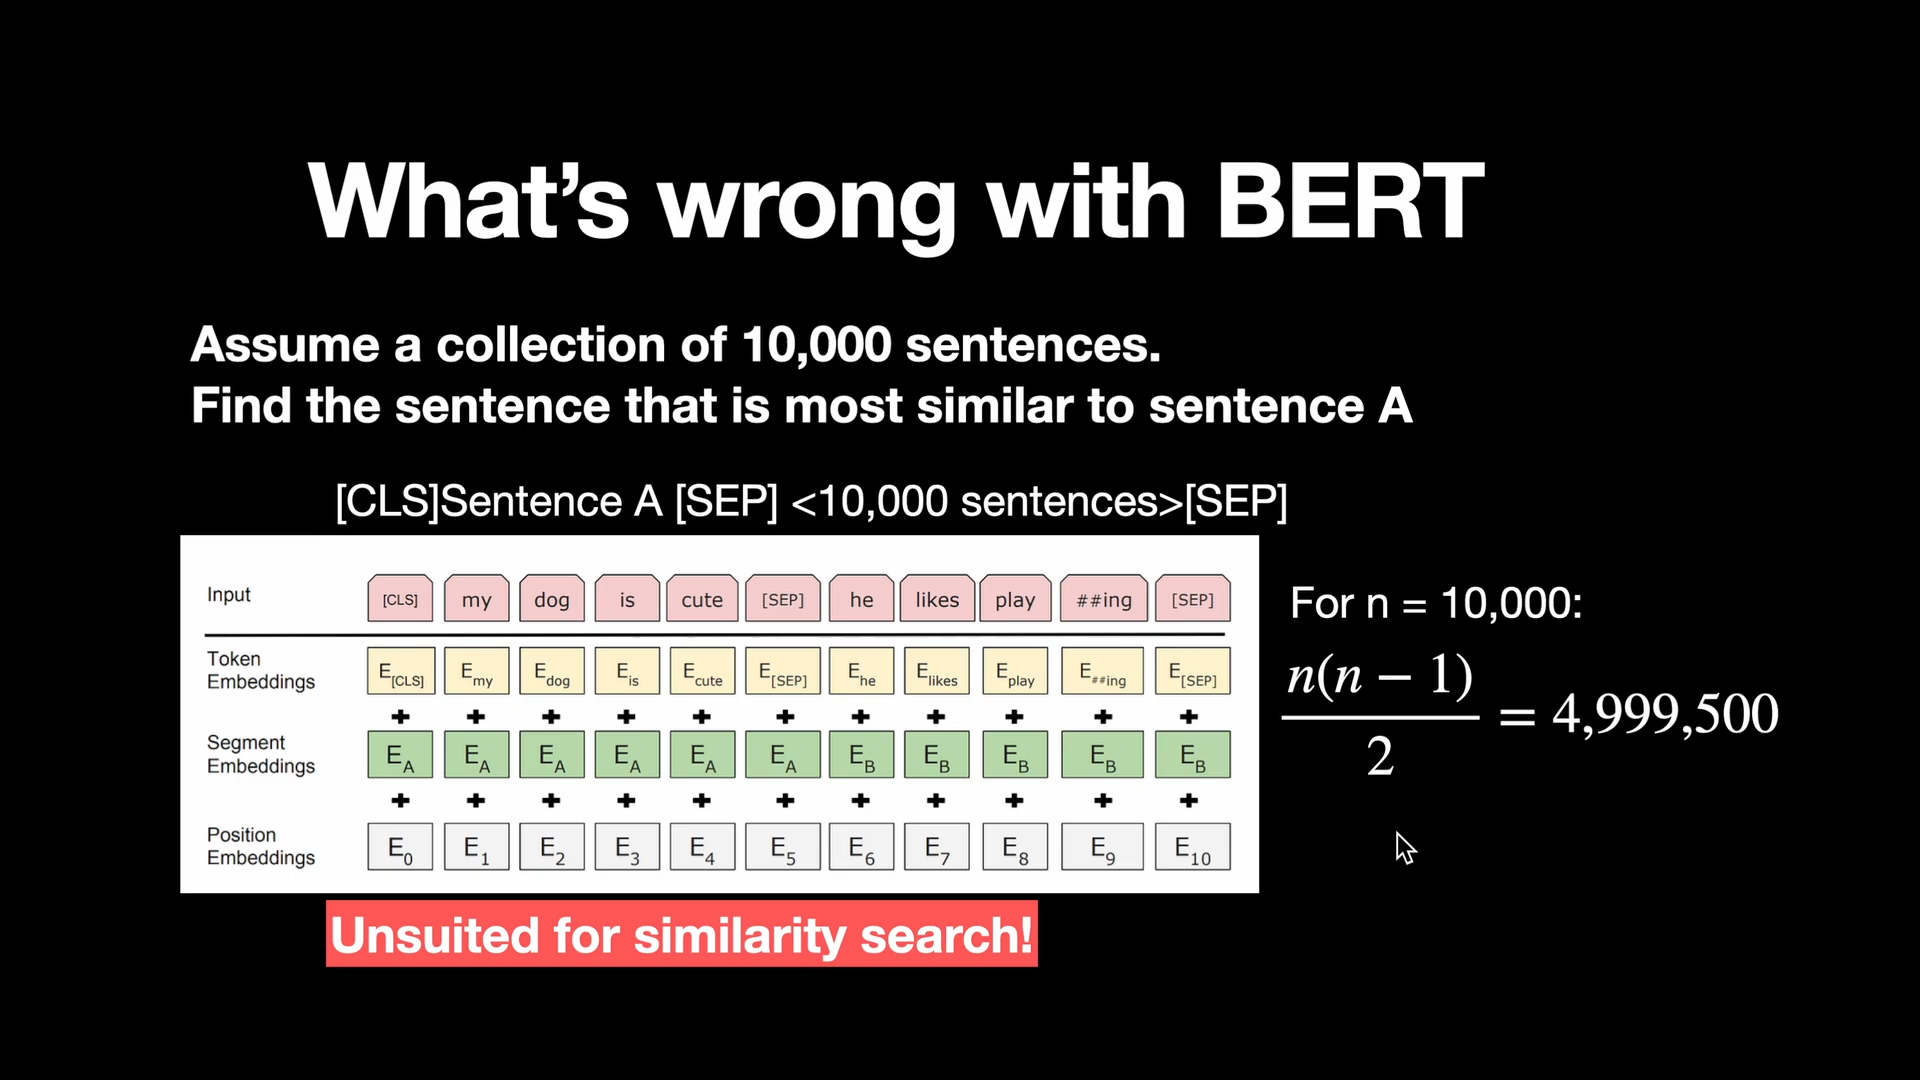 What's wrong with BERT
Assume a collection of 10,000 sentences.
Find the sentence that is most similar to sentence A
[CLS]Sentence A [SEP] <10,000 sentences>[SEP]
Input [CLS] my dog is cute [SEP] he likes play ##ing [SEP]
Token Embeddings E[CLS] Emy Edog Eis Ecute E[SEP] Ehe Elikes Eplay E##ing E[SEP]
+ + + + + + + + + + +
Segment Embeddings EA EA EA EA EA EA EB EB EB EB EB
+ + + + + + + + + + +
Position Embeddings E0 E1 E2 E3 E4 E5 E6 E7 E8 E9 E10
For n = 10,000:
n(n − 1)
2
= 4,999,500
Unsuited for similarity search!